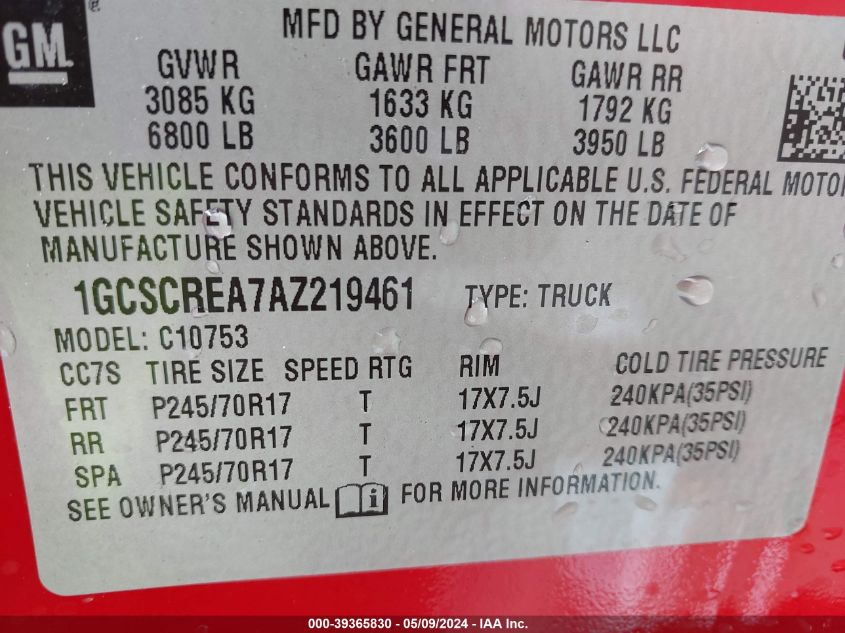 GM
MFD BY GENERAL MOTORS LLC
GVWR GAWR FRT GAWR RR
3085 KG 1633 KG 1792 KG
6800 LB 3600 LB 3950 LB
THIS VEHICLE CONFORMS TO ALL APPLICABLE U.S. FEDERAL MOTOR
VEHICLE SAFETY STANDARDS IN EFFECT ON THE DATE OF
MANUFACTURE SHOWN ABOVE.
1GCSCREA7AZ219461 TYPE: TRUCK
MODEL: C10753
CC7S TIRE SIZE SPEED RTG RIM COLD TIRE PRESSURE
FRT P245/70R17 T 17X7.5J 240KPA(35PSI)
RR P245/70R17 T 17X7.5J 240KPA(35PSI)
SPA P245/70R17 T 17X7.5J 240KPA(35PSI)
SEE OWNER'S MANUAL FOR MORE INFORMATION.
000-39365830 - 05/09/2024 - IAA Inc.